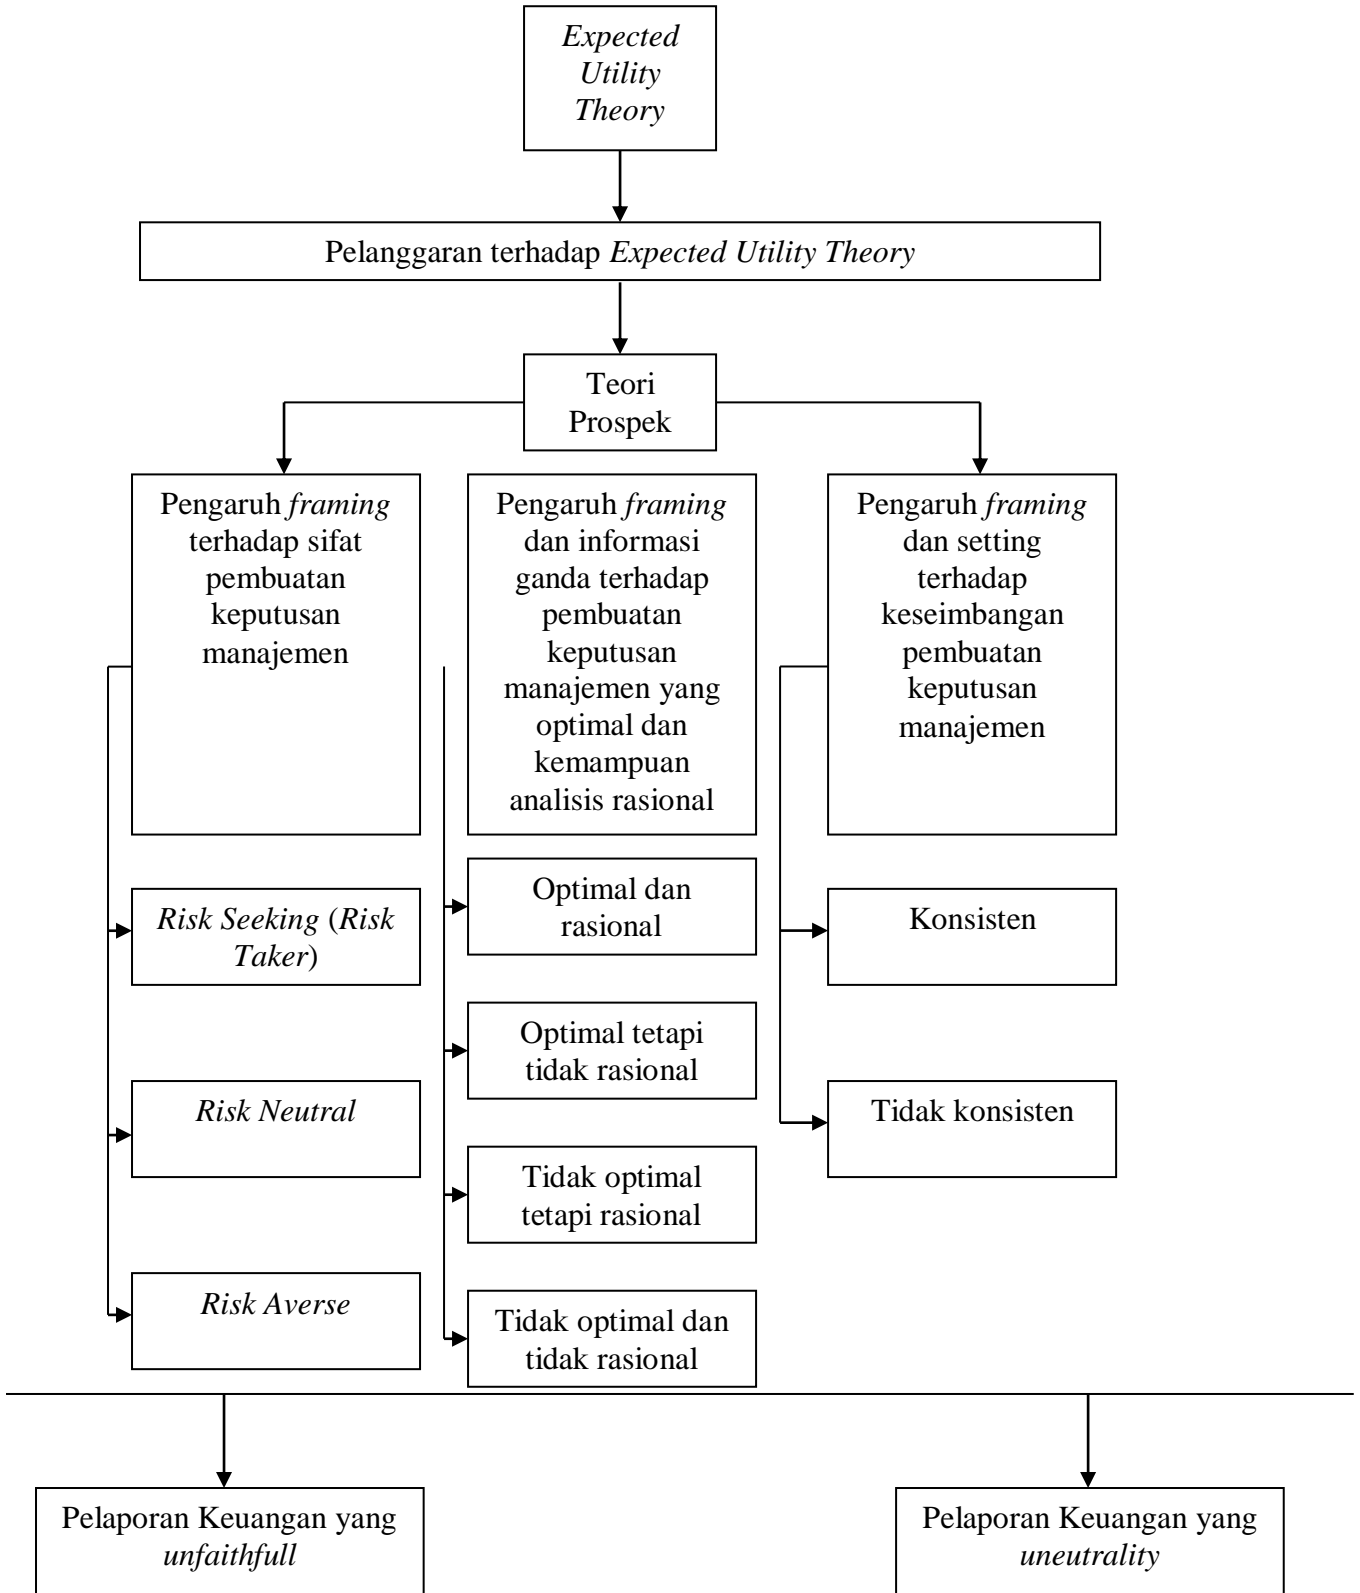 Expected
Utility
Theory
Pelanggaran terhadap Expected Utility Theory
Teori
Prospek
Pengaruh framing
terhadap sifat
pembuatan
keputusan
manajemen
Pengaruh framing
dan informasi
ganda terhadap
pembuatan
keputusan
manajemen yang
optimal dan
kemampuan
analisis rasional
Pengaruh framing
dan setting
terhadap
keseimbangan
pembuatan
keputusan
manajemen
Risk Seeking (Risk
Taker)
Risk Neutral
Risk Averse
Optimal dan
rasional
Optimal tetapi
tidak rasional
Tidak optimal
tetapi rasional
Tidak optimal dan
tidak rasional
Konsisten
Tidak konsisten
Pelaporan Keuangan yang
unfaithfull
Pelaporan Keuangan yang
uneutrality